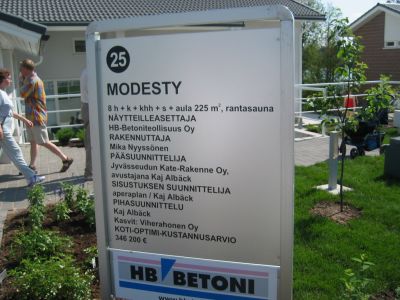 25
MODESTY
8 h + k + khh + s + aula 225 m², rantasauna
NÄYTTEILLEASETTAJA
HB-Betoniteollisuus Oy
RAKENNUTTAJA
Mika Nyyssönen
PÄÄSUUNNITTELIJA
Jyvässeudun Kate-Rakenne Oy,
avustajana Kaj Albäck
SISUSTUKSEN SUUNNITTELIJA
aperaplan / Kaj Albäck
PIHASUUNNITTELU
Kaj Albäck
Kasvit: Viherahonen Oy
KOTI-OPTIMI-KUSTANNUSARVIO
346 200 €
HB BETONI